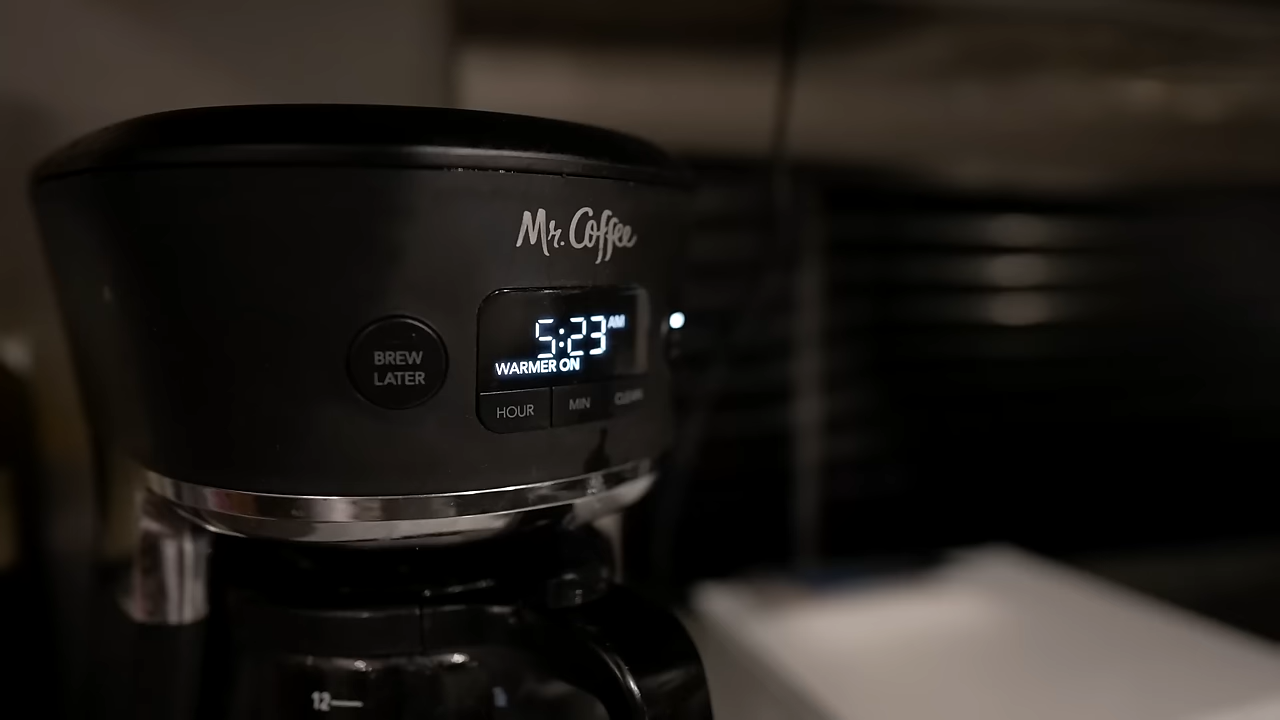 Mr. Coffee
5:23 AM
WARMER ON
BREW
LATER
HOUR
MIN
CLEAN
12